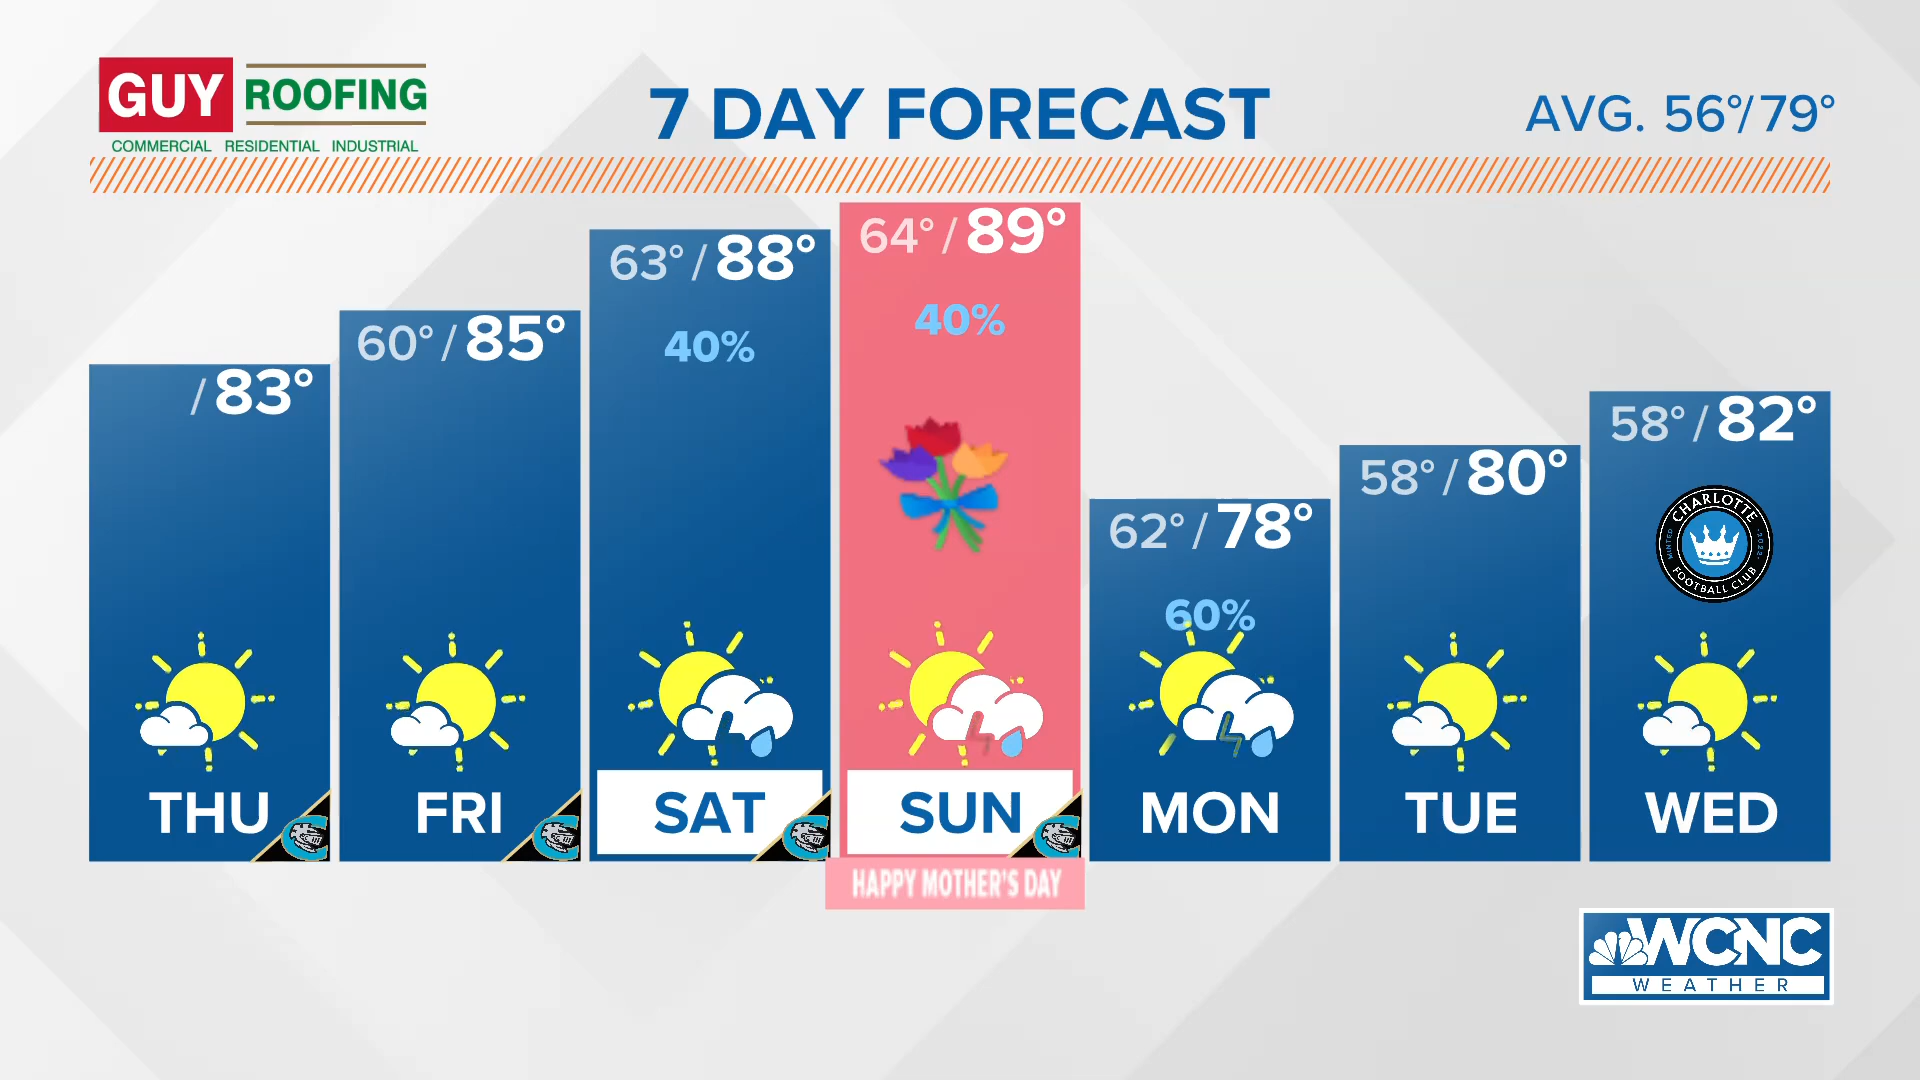 GUY ROOFING
COMMERCIAL RESIDENTIAL INDUSTRIAL
7 DAY FORECAST
AVG. 56°/79°
/ 83°
THU
60° / 85°
FRI
63° / 88°
40%
SAT
64° / 89°
40%
SUN
HAPPY MOTHER'S DAY
62° / 78°
60%
MON
58° / 80°
TUE
58° / 82°
CHARLOTTE
MINTED
2022
FOOTBALL CLUB
WED
WCNC
WEATHER